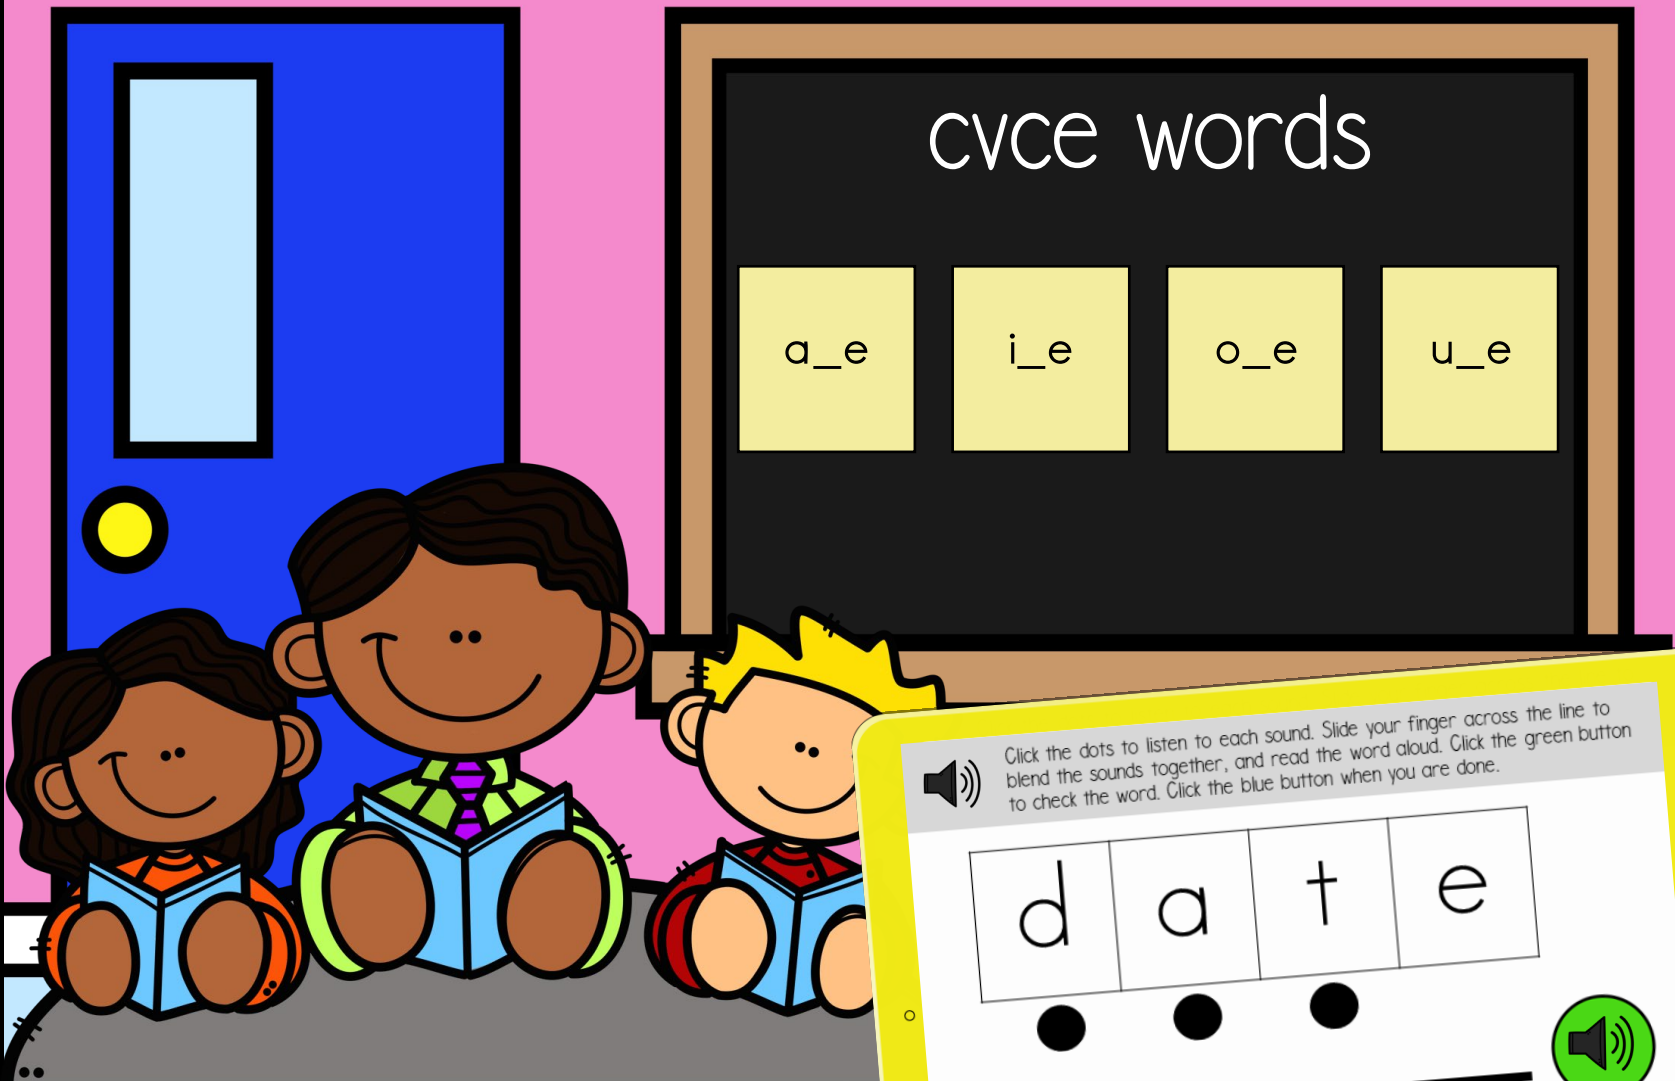 cvce words
a_e i_e o_e u_e
Click the dots to listen to each sound. Slide your finger across the line to
blend the sounds together, and read the word aloud. Click the green button
to check the word. Click the blue button when you are done.
d a t e